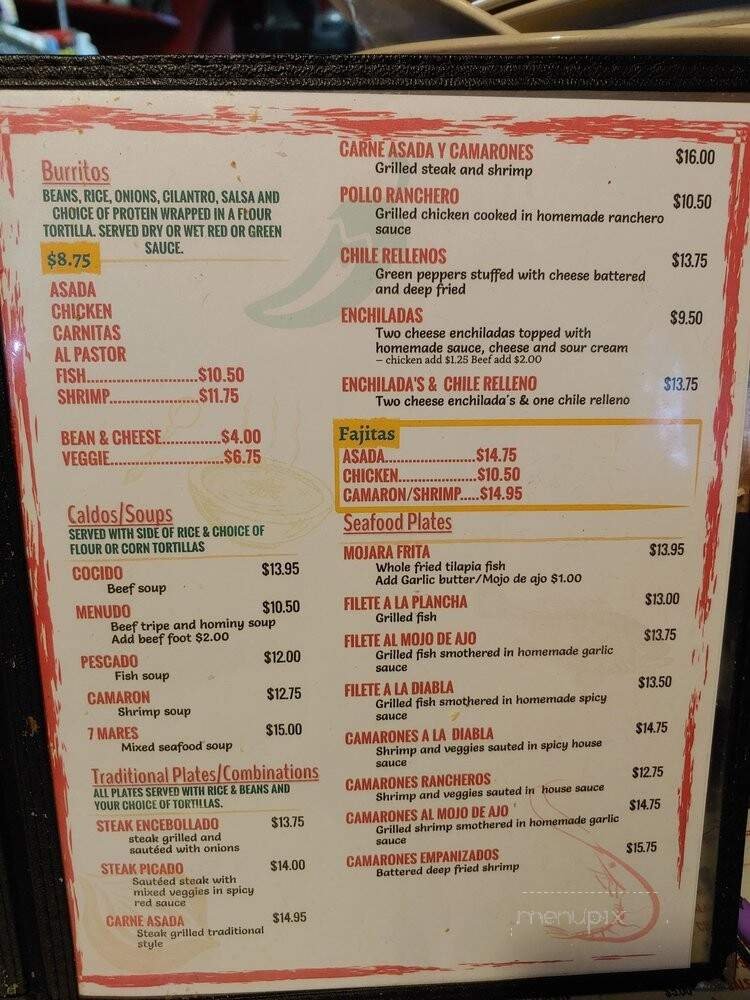 Burritos
BEANS, RICE, ONIONS, CILANTRO, SALSA AND
CHOICE OF PROTEIN WRAPPED IN A FLOUR
TORTILLA. SERVED DRY OR WET RED OR GREEN
SAUCE.
$8.75
ASADA
CHICKEN
CARNITAS
AL PASTOR
FISH............................$10.50
SHRIMP.....................$11.75
BEAN & CHEESE.............$4.00
VEGGIE..............................$6.75
Caldos/Soups
SERVED WITH SIDE OF RICE & CHOICE OF
FLOUR OR CORN TORTILLAS
COCIDO $13.95
Beef soup
MENUDO $10.50
Beef tripe and hominy soup
Add beef foot $2.00
PESCADO $12.00
Fish soup
CAMARON $12.75
Shrimp soup
7 MARES $15.00
Mixed seafood soup
Traditional Plates/Combinations
ALL PLATES SERVED WITH RICE & BEANS AND
YOUR CHOICE OF TORTILLAS.
STEAK ENCEBOLLADO $13.75
steak grilled and
sautéed with onions
STEAK PICADO $14.00
Sautéed steak with
mixed veggies in spicy
red sauce
CARNE ASADA $14.95
Steak grilled traditional
style
CARNE ASADA Y CAMARONES $16.00
Grilled steak and shrimp
POLLO RANCHERO $10.50
Grilled chicken cooked in homemade ranchero
sauce
CHILE RELLENOS $13.75
Green peppers stuffed with cheese battered
and deep fried
ENCHILADAS $9.50
Two cheese enchiladas topped with
homemade sauce, cheese and sour cream
– chicken add $1.25 Beef add $2.00
ENCHILADA'S & CHILE RELLENO $13.75
Two cheese enchilada's & one chile relleno
Fajitas
ASADA.......................$14.75
CHICKEN....................$10.50
CAMARON/SHRIMP.....$14.95
Seafood Plates
MOJARA FRITA $13.95
Whole fried tilapia fish
Add Garlic butter/Mojo de ajo $1.00
FILETE A LA PLANCHA $13.00
Grilled fish
FILETE AL MOJO DE AJO $13.75
Grilled fish smothered in homemade garlic
sauce
FILETE A LA DIABLA $13.50
Grilled fish smothered in homemade spicy
sauce
CAMARONES A LA DIABLA $14.75
Shrimp and veggies sauted in spicy house
sauce
CAMARONES RANCHEROS $12.75
Shrimp and veggies sauted in house sauce
CAMARONES AL MOJO DE AJO $14.75
Grilled shrimp smothered in homemade garlic
sauce
CAMARONES EMPANIZADOS $15.75
Battered deep fried shrimp
menupix